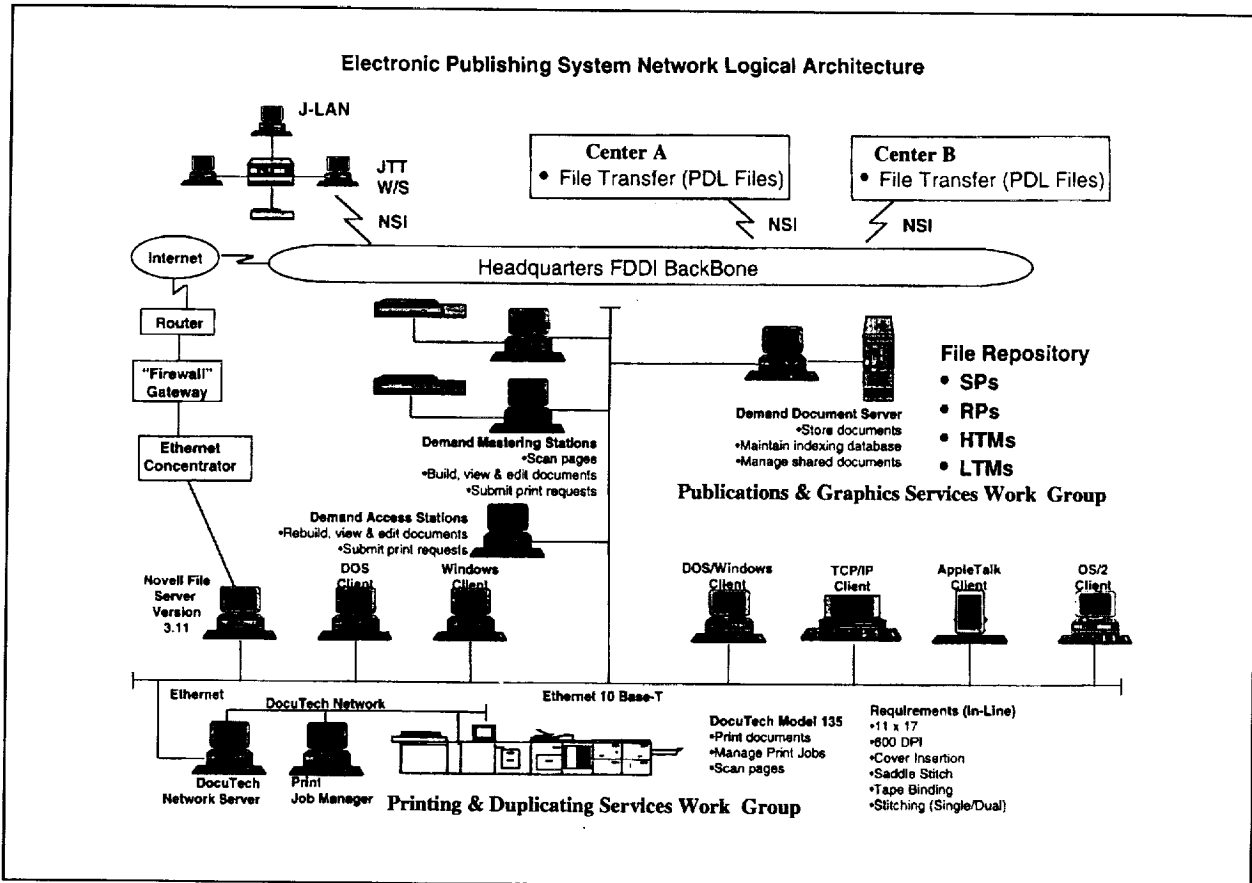 Electronic Publishing System Network Logical Architecture
J-LAN
JTT
W/S
NSI
Center A
• File Transfer (PDL Files)
NSI
Center B
• File Transfer (PDL Files)
NSI
Internet
Headquarters FDDI BackBone
Router
"Firewall"
Gateway
Ethernet
Concentrator
Demand Mastering Stations
•Scan pages
•Build, view & edit documents
•Submit print requests
Demand Document Server
•Store documents
•Maintain indexing database
•Manage shared documents
File Repository
• SPs
• RPs
• HTMs
• LTMs
Publications & Graphics Services Work Group
Demand Access Stations
•Rebuild, view & edit documents
•Submit print requests
Novell File
Server
Version
3.11
DOS
Client
Windows
Client
DOS/Windows
Client
TCP/IP
Client
AppleTalk
Client
OS/2
Client
Ethernet
Ethernet 10 Base-T
DocuTech Network
DocuTech
Network Server
Print
Job Manager
DocuTech Model 135
•Print documents
•Manage Print Jobs
•Scan pages
Requirements (In-Line)
•11 x 17
•600 DPI
•Cover Insertion
•Saddle Stitch
•Tape Binding
•Stitching (Single/Dual)
Printing & Duplicating Services Work Group